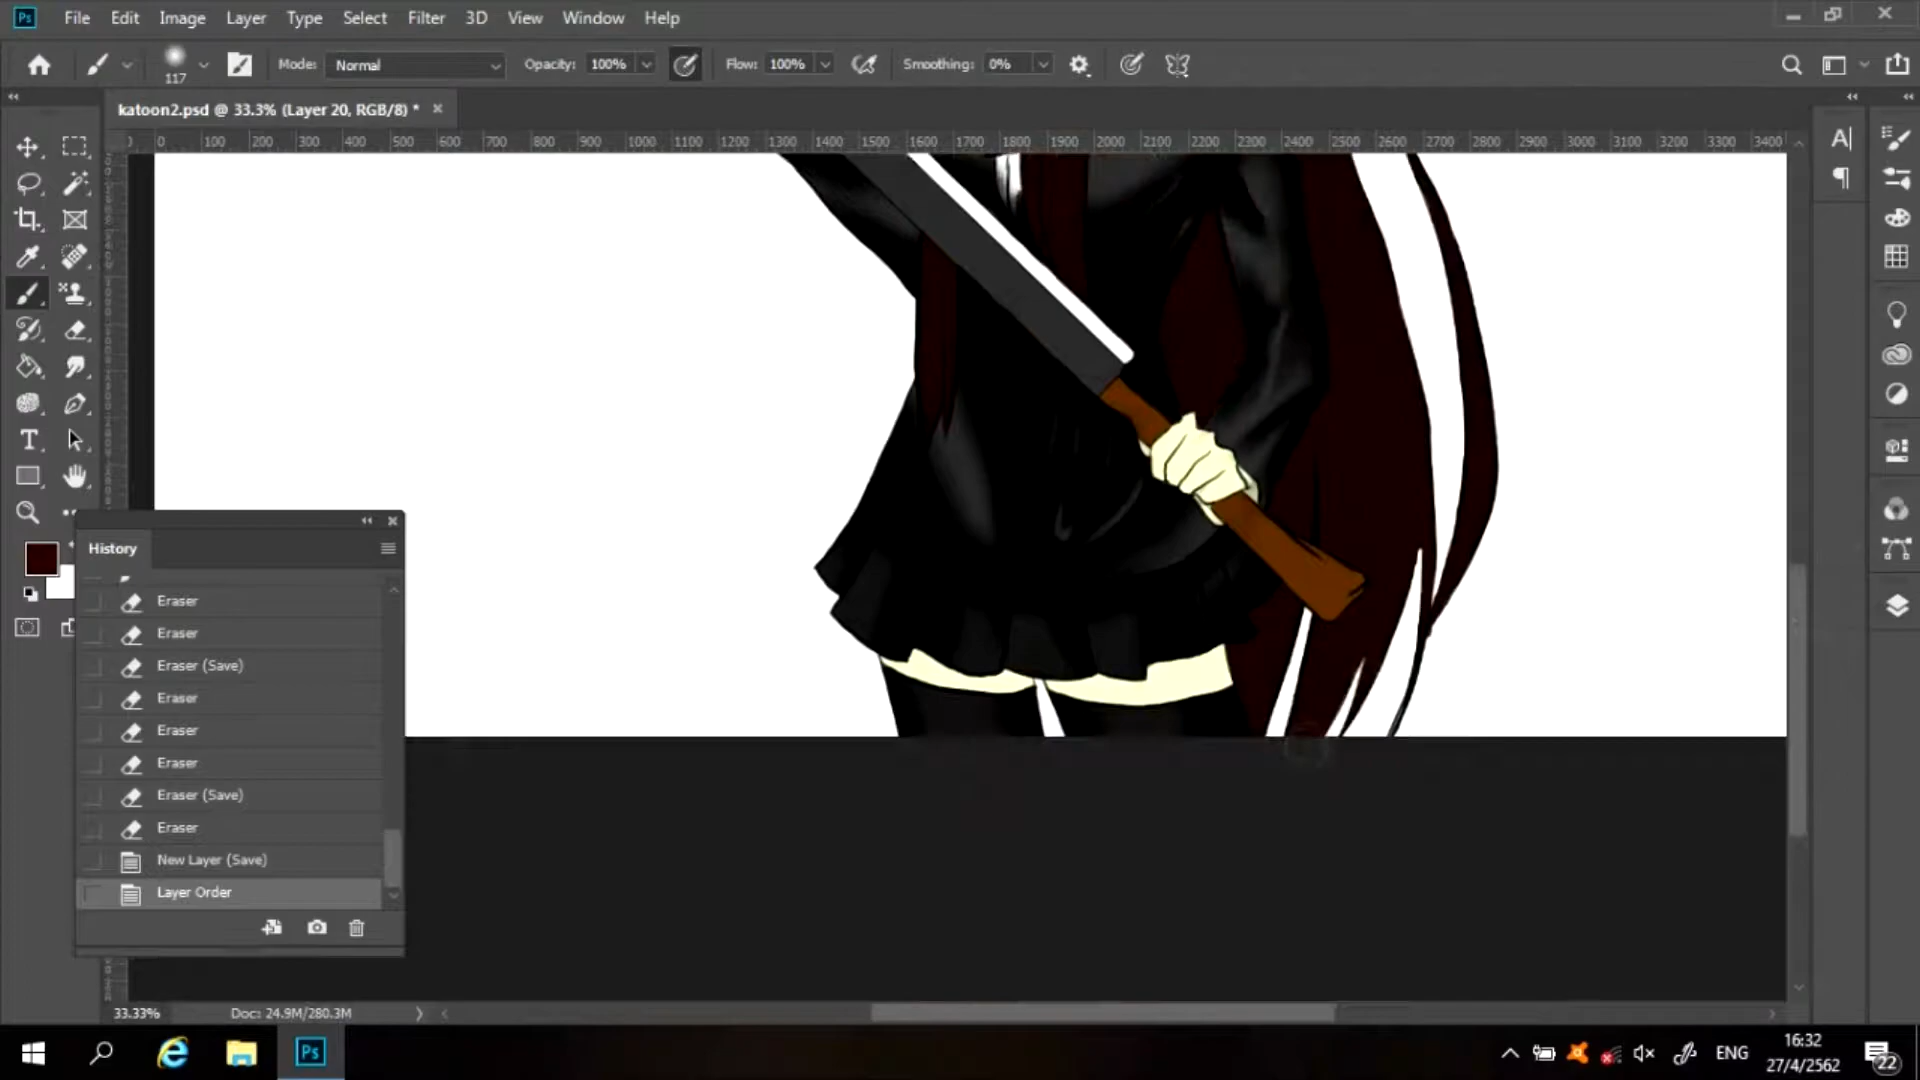 Ps File Edit Image Layer Type Select Filter 3D View Window Help
117 Mode: Normal Opacity: 100% Flow: 100% Smoothing: 0%
katoon2.psd @ 33.3% (Layer 20, RGB/8) *
0 100 200 300 400 500 600 700 800 900 1000 1100 1200 1300 1400 1500 1600 1700 1800 1900 2000 2100 2200 2300 2400 2500 2600 2700 2800 2900 3000 3100 3200 3300 3400
History
Eraser
Eraser
Eraser (Save)
Eraser
Eraser
Eraser
Eraser (Save)
Eraser
New Layer (Save)
Layer Order
33.33% Doc: 24.9M/280.3M
Ps ENG 16:32
27/4/2562 22